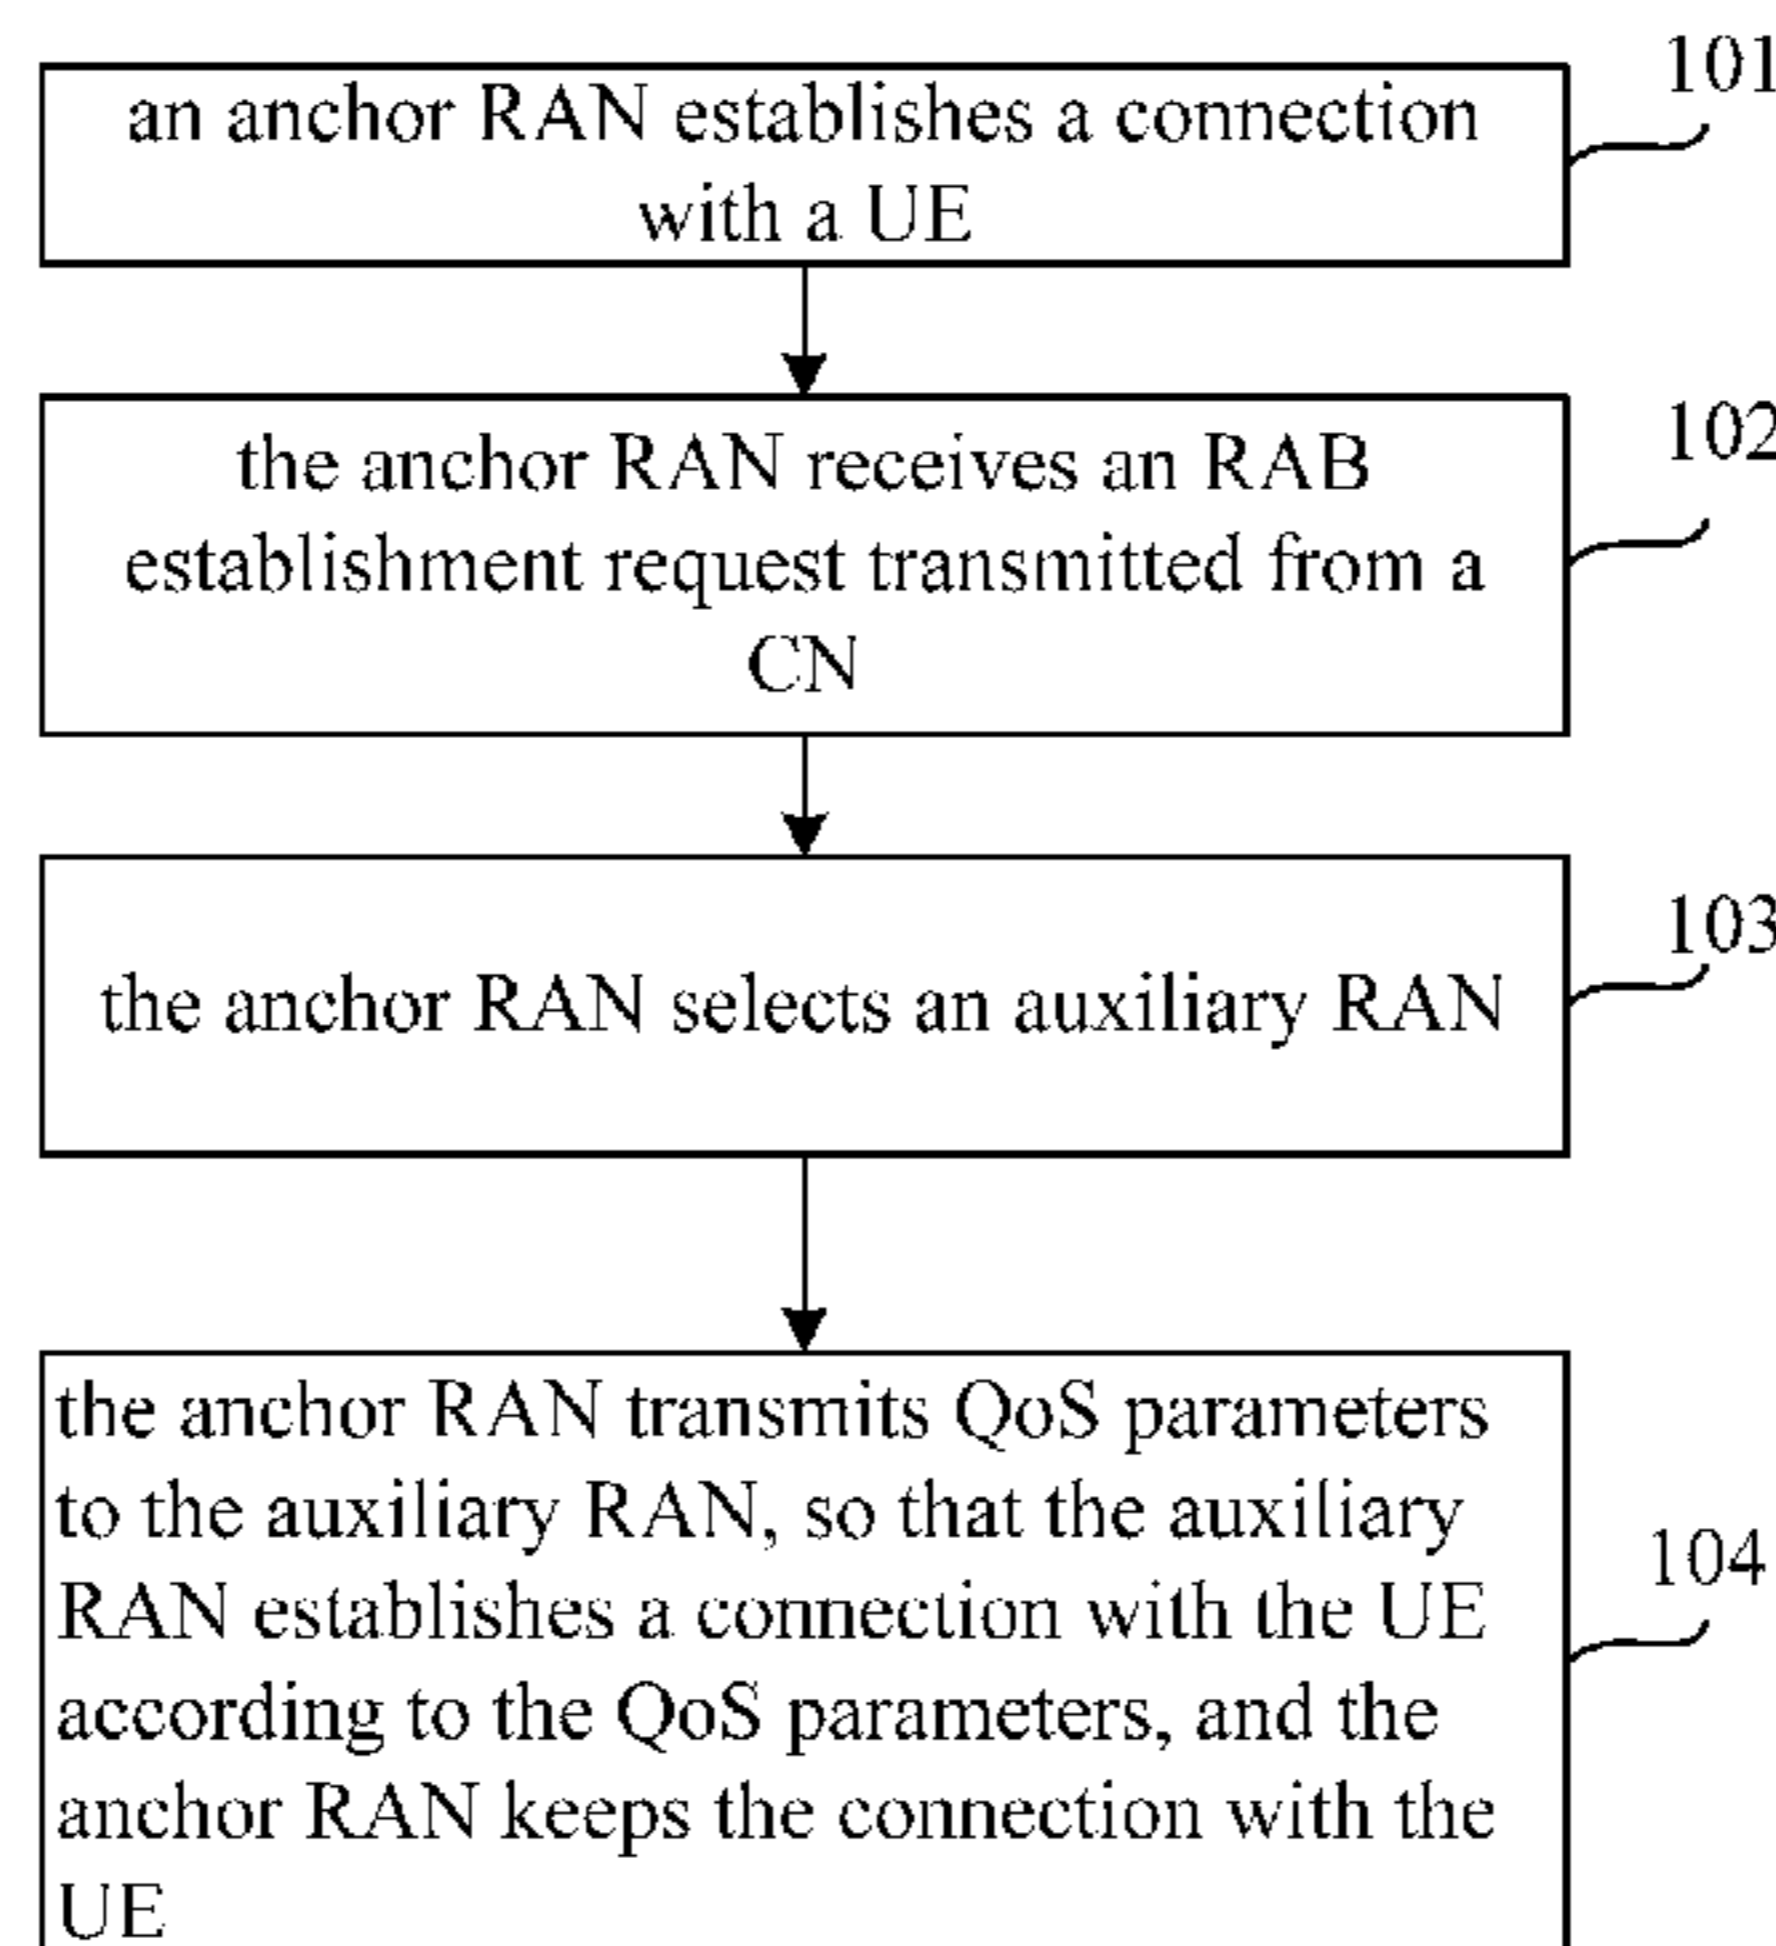 101
an anchor RAN establishes a connection
with a UE
102
the anchor RAN receives an RAB
establishment request transmitted from a
CN
103
the anchor RAN selects an auxiliary RAN
the anchor RAN transmits QoS parameters
to the auxiliary RAN, so that the auxiliary
RAN establishes a connection with the UE
104
according to the QoS parameters, and the
anchor RAN keeps the connection with the
UE